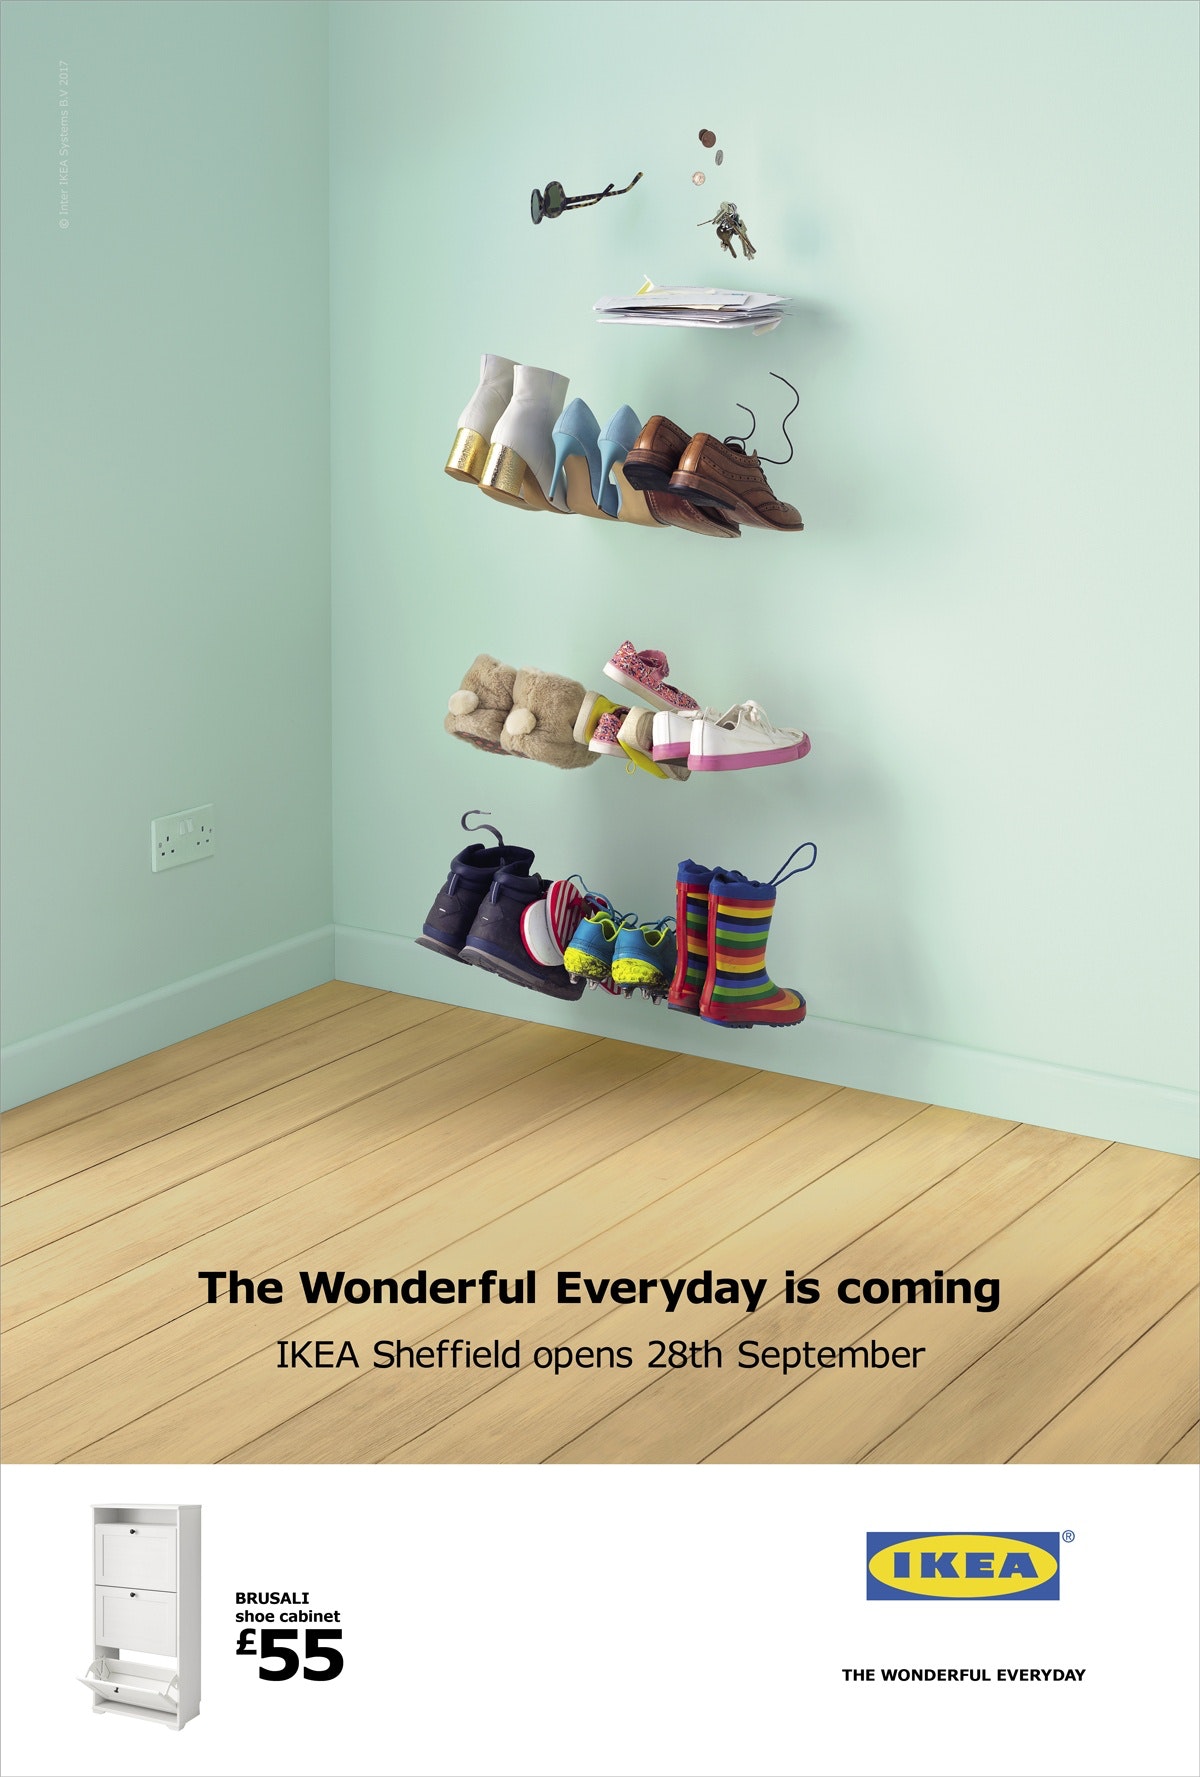 © Inter IKEA Systems B.V 2017
The Wonderful Everyday is coming
IKEA Sheffield opens 28th September
BRUSALI
shoe cabinet
£55
IKEA®
THE WONDERFUL EVERYDAY